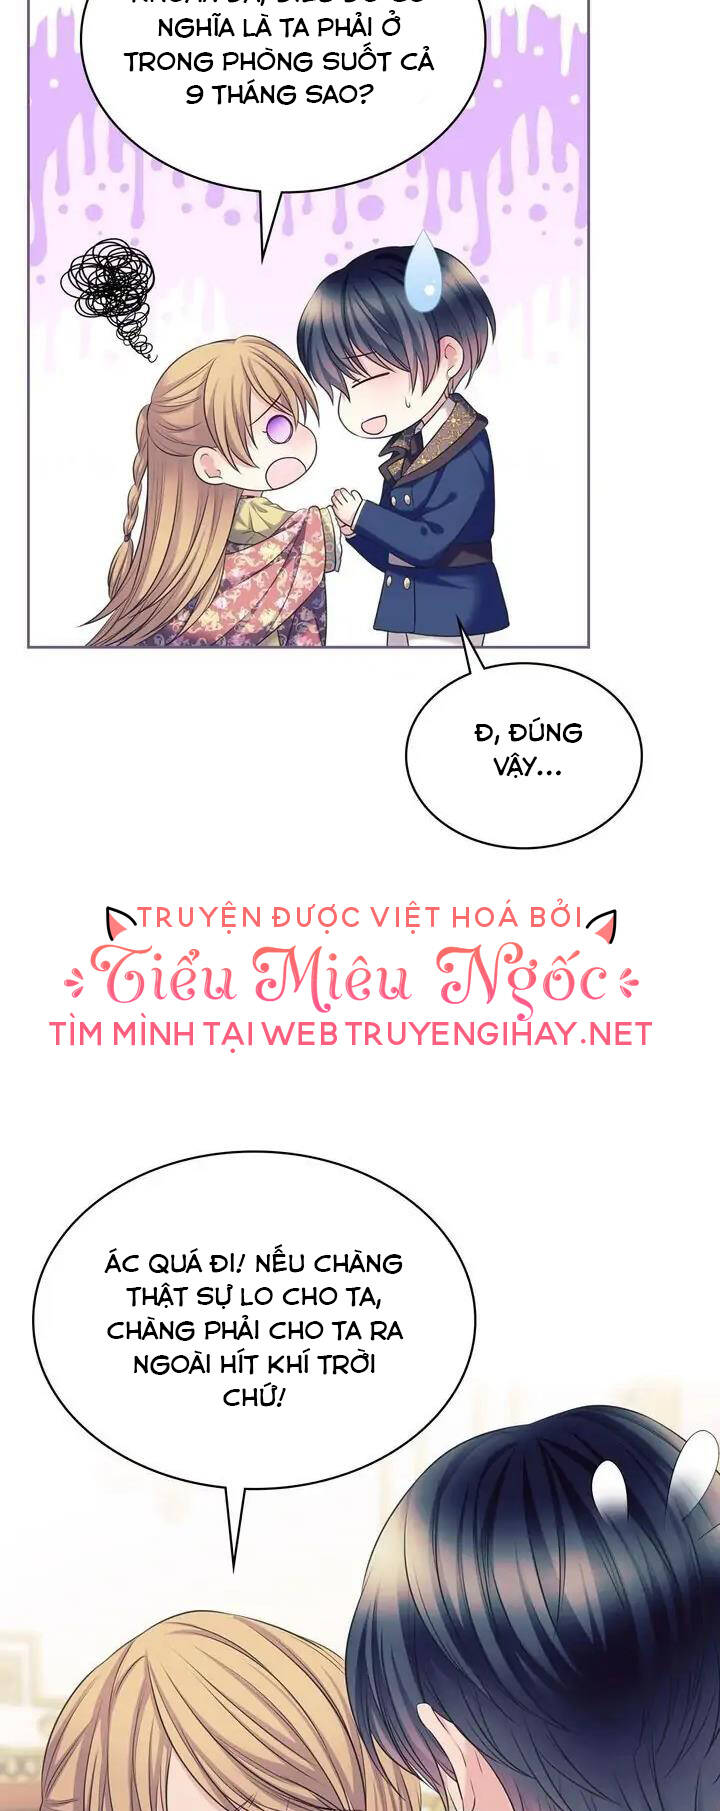 NGHĨA LÀ TA PHẢI Ở
TRONG PHÒNG SUỐT CẢ
9 THÁNG SAO?
Đ, ĐÚNG
VẬY...
TRUYỆN ĐƯỢC VIỆT HOÁ BỞI
Tiểu Miêu Ngốc
TÌM MÌNH TẠI WEB TRUYENGIHAY.NET
ÁC QUÁ ĐI! NẾU CHÀNG
THẬT SỰ LO CHO TA,
CHÀNG PHẢI CHO TA RA
NGOÀI HÍT KHÍ TRỜI
CHỨ!